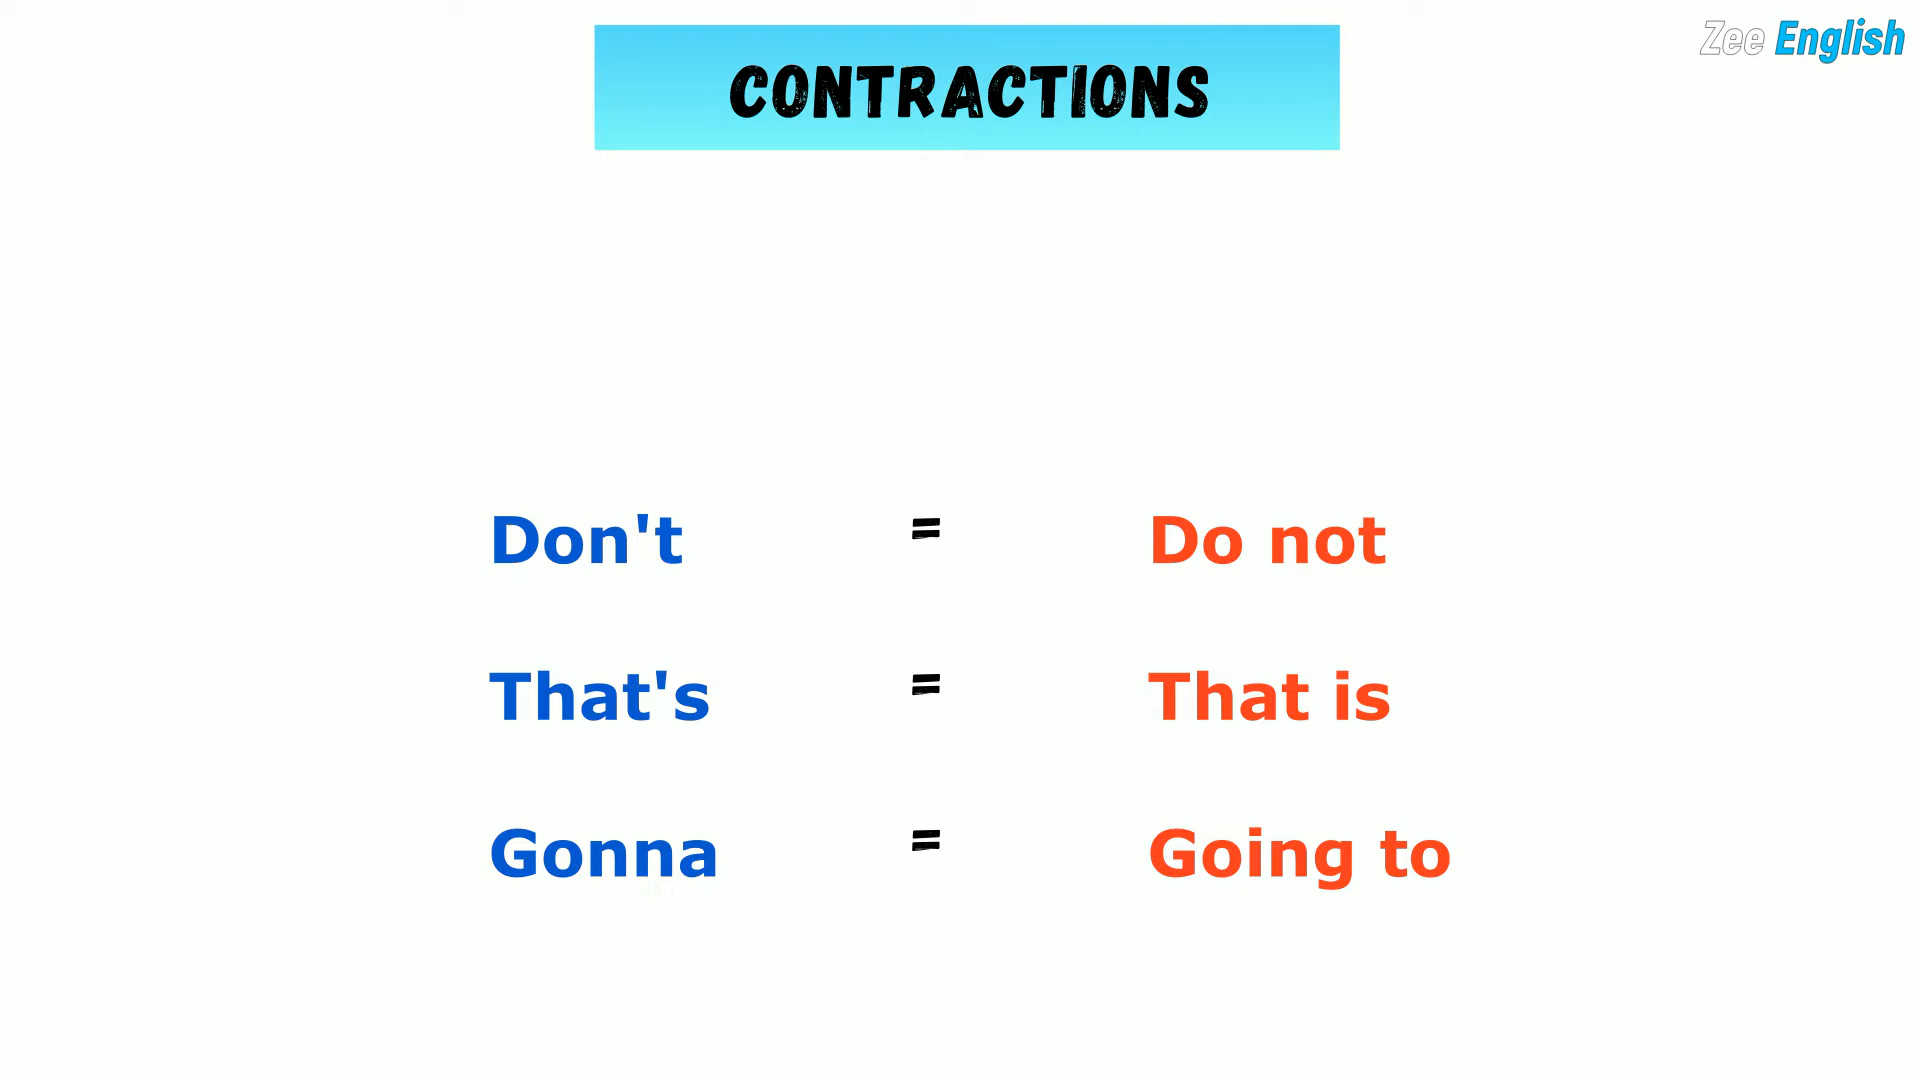 Zee English
CONTRACTIONS
Don't = Do not
That's = That is
Gonna = Going to